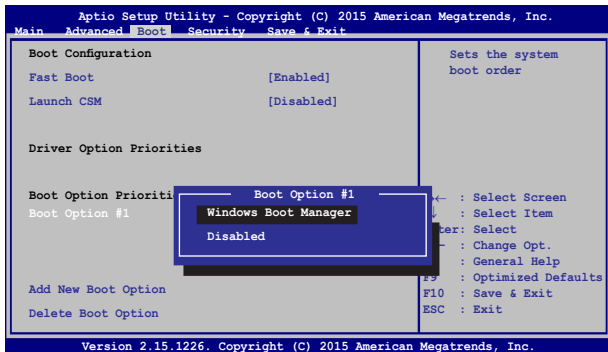 Aptio Setup Utility - Copyright (C) 2015 American Megatrends, Inc.
Main Advanced Boot Security Save & Exit
Boot Configuration
Fast Boot [Enabled]
Launch CSM [Disabled]
Driver Option Priorities
Boot Option Prioriti
Boot Option #1
Boot Option #1
Windows Boot Manager
Disabled
Add New Boot Option
Delete Boot Option
Sets the system
boot order
← : Select Screen
: Select Item
ter: Select
: Change Opt.
: General Help
F9 : Optimized Defaults
F10 : Save & Exit
ESC : Exit
Version 2.15.1226. Copyright (C) 2015 American Megatrends, Inc.